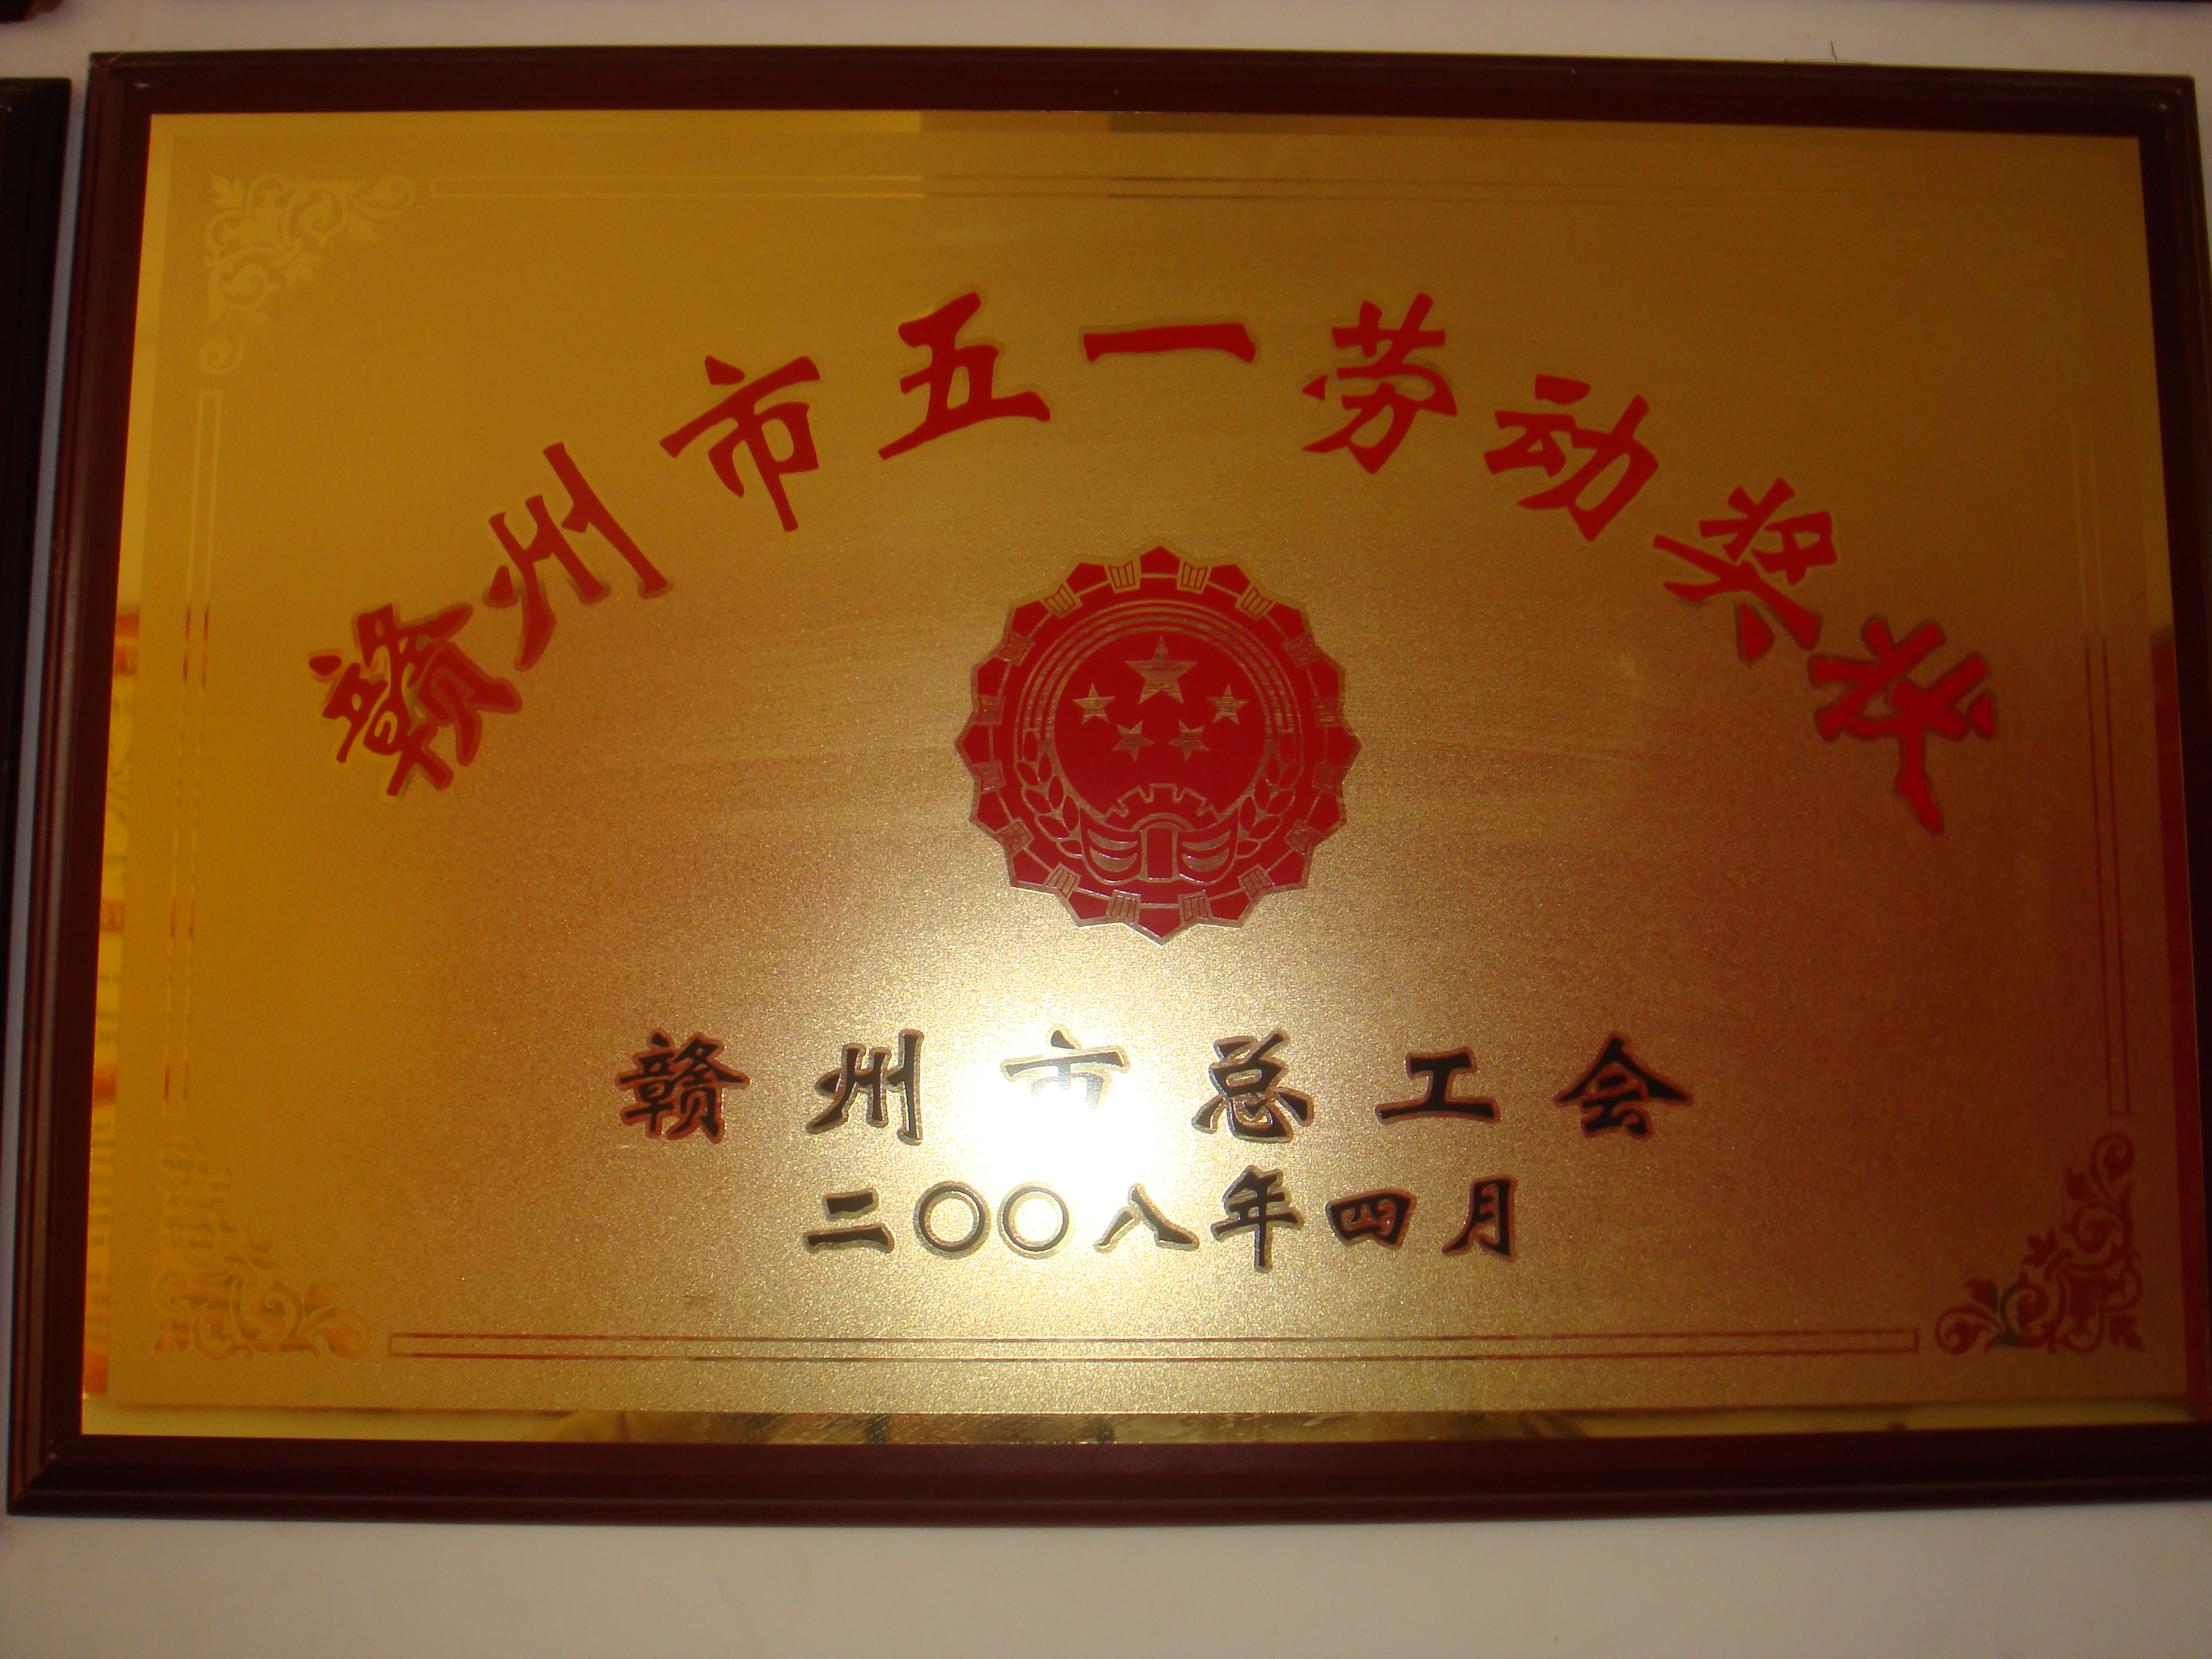 赣州市五一劳动奖状
赣州市总工会
二〇〇八年四月